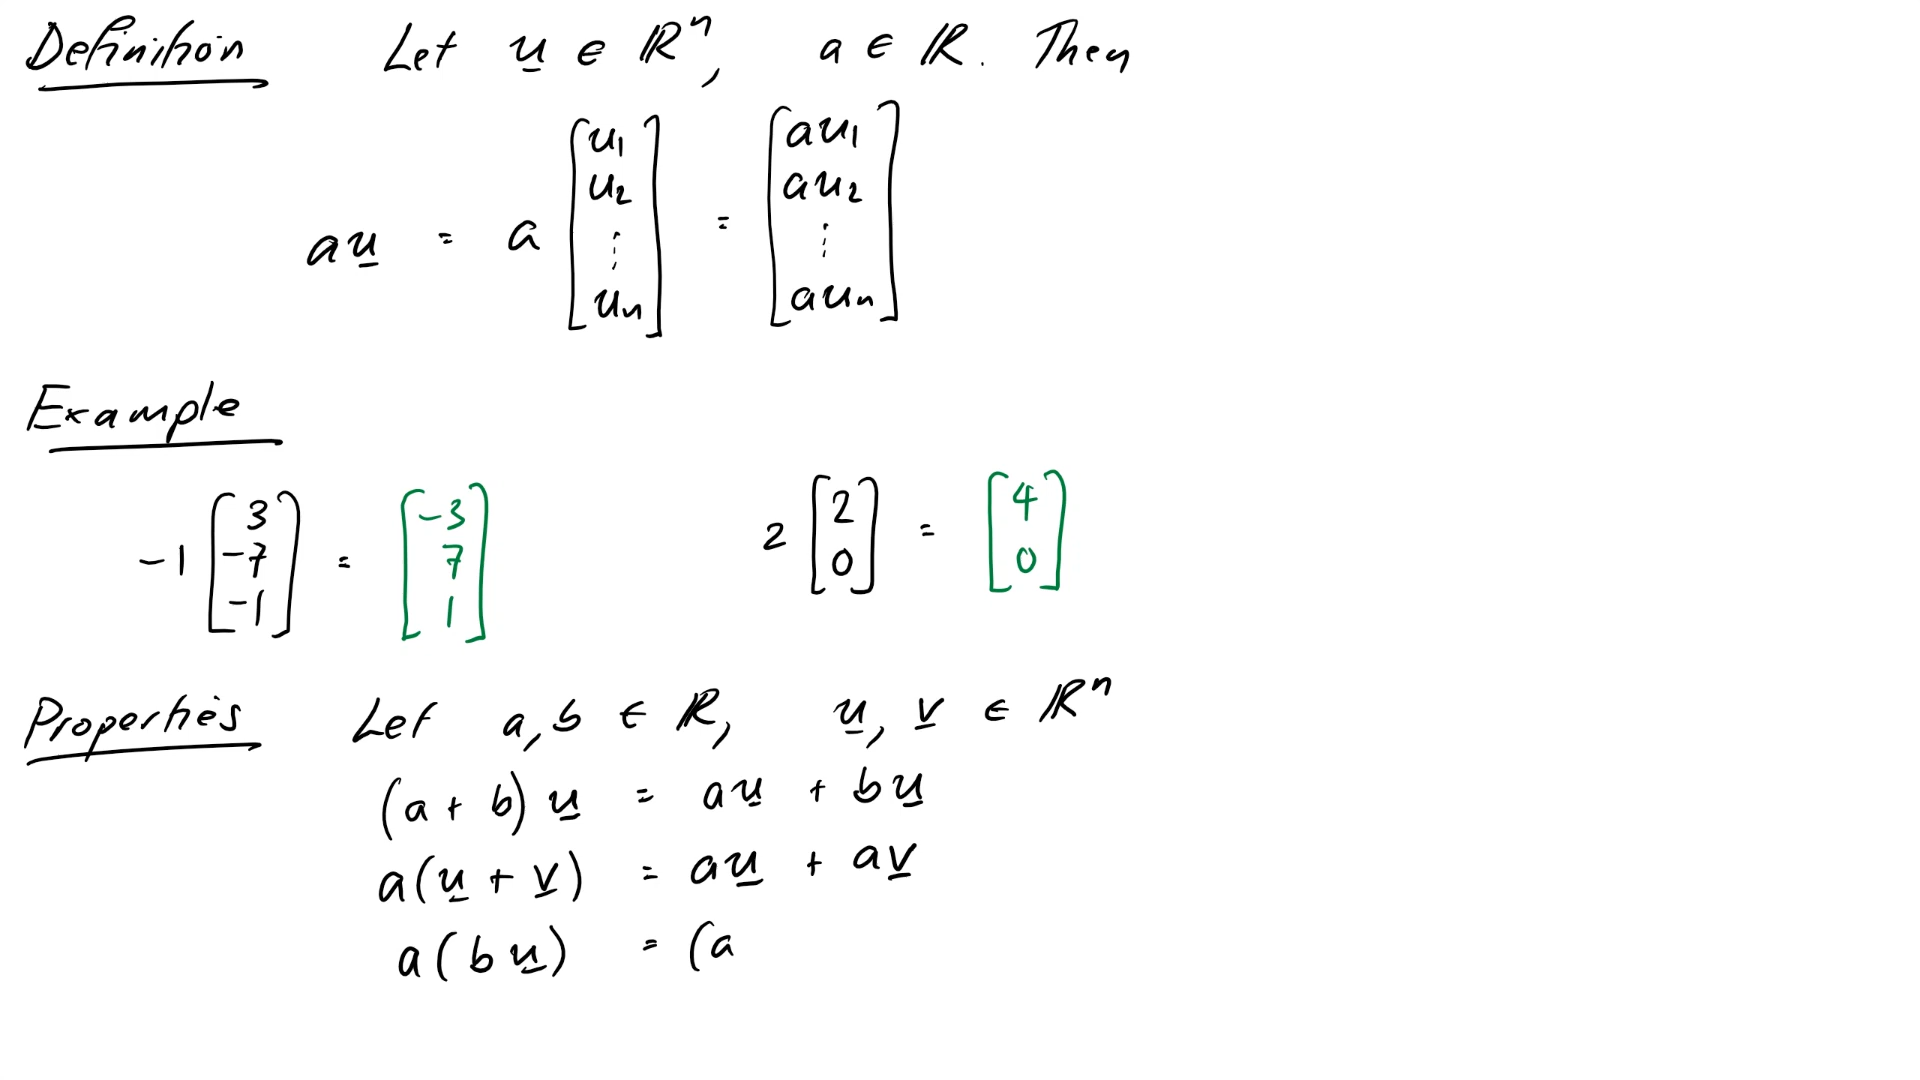 Definition Let u ∈ ℝⁿ, a ∈ ℝ. Then
au = a [u₁ u₂ ⋮ uₙ] = [au₁ au₂ ⋮ auₙ]
Example
-1 [3 -7 -1] = [-3 7 1] 2 [2 0] = [4 0]
Properties Let a, b ∈ ℝ, u, v ∈ ℝⁿ
(a + b) u = au + bu
a(u + v) = au + av
a(bu) = (a